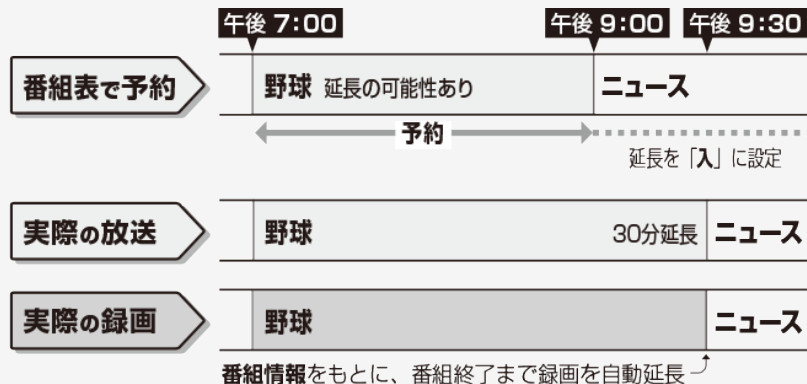 午後 7:00 午後 9:00 午後 9:30
番組表で予約 野球 延長の可能性あり ニュース
予約
延長を「入」に設定
実際の放送 野球 30分延長 ニュース
実際の録画 野球 ニュース
番組情報をもとに、番組終了まで録画を自動延長